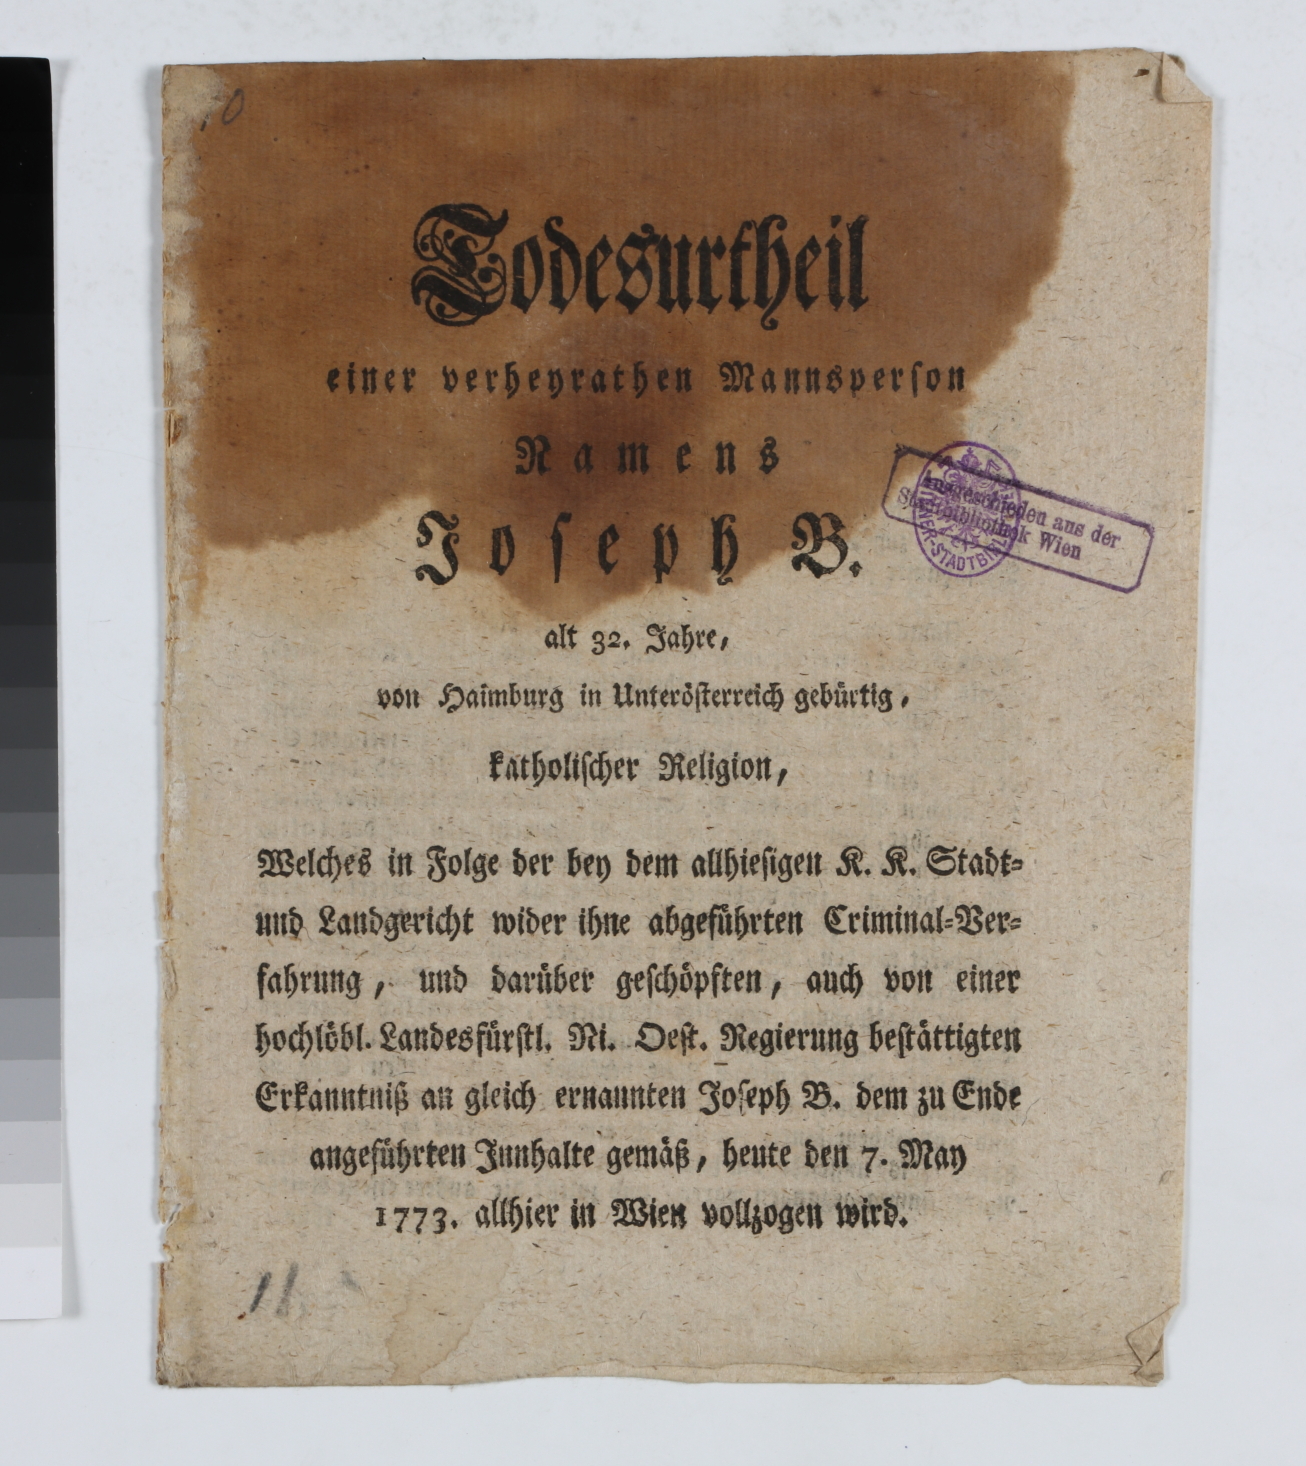 10
Todesurtheil
einer verheyrathen Mannsperson
Namens
Joseph B.
Ausgeschieden aus der
Stadtbibliothek Wien
alt 32. Jahre,
von Haimburg in Unterösterreich gebürtig,
katholischer Religion,
Welches in Folge der bey dem allhiesigen K. K. Stadt-
und Landgericht wider ihne abgeführten Criminal-Ver-
fahrung, und darüber geschöpften, auch von einer
hochlöbl. Landesfürstl. Ni. Oest. Regierung bestättigten
Erkanntniß an gleich ernannten Joseph B. dem zu Ende
angeführten Innhalte gemäß, heute den 7. May
1773. allhier in Wien vollzogen wird.
11